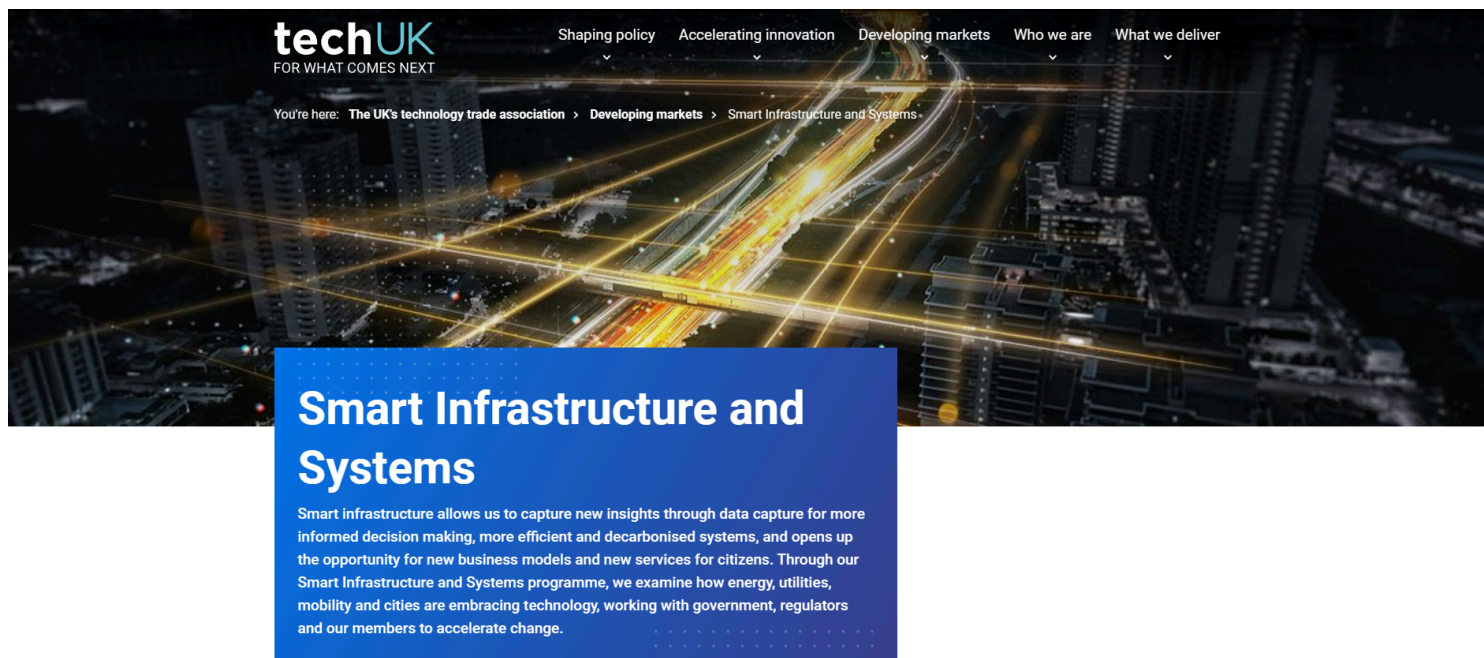 techUK
FOR WHAT COMES NEXT
Shaping policy Accelerating innovation Developing markets Who we are What we deliver
You're here: The UK's technology trade association > Developing markets > Smart Infrastructure and Systems
Smart Infrastructure and
Systems
Smart infrastructure allows us to capture new insights through data capture for more
informed decision making, more efficient and decarbonised systems, and opens up
the opportunity for new business models and new services for citizens. Through our
Smart Infrastructure and Systems programme, we examine how energy, utilities,
mobility and cities are embracing technology, working with government, regulators
and our members to accelerate change.